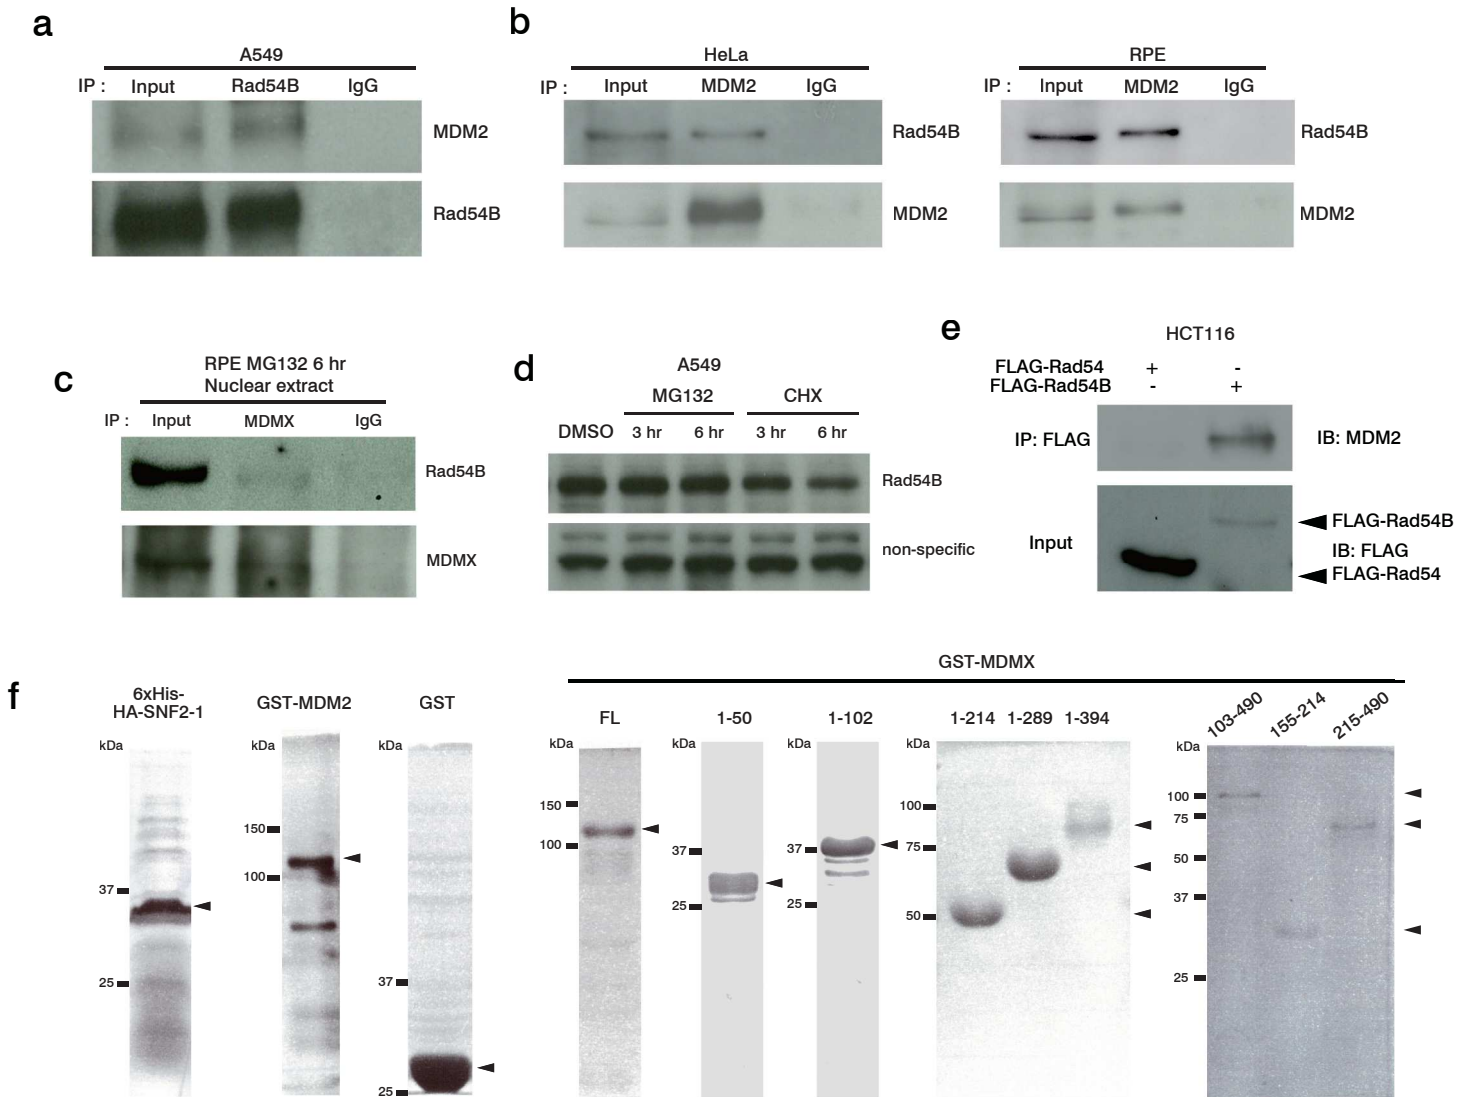 a
A549
IP : Input Rad54B IgG
MDM2
Rad54B
b
HeLa
IP : Input MDM2 IgG
Rad54B
MDM2
RPE
IP : Input MDM2 IgG
Rad54B
MDM2
c
RPE MG132 6 hr
Nuclear extract
IP : Input MDMX IgG
Rad54B
MDMX
d
A549
MG132 CHX
DMSO 3 hr 6 hr 3 hr 6 hr
Rad54B
non-specific
e
HCT116
FLAG-Rad54 + -
FLAG-Rad54B - +
IP: FLAG IB: MDM2
FLAG-Rad54B
Input IB: FLAG
FLAG-Rad54
f
6xHis-
HA-SNF2-1
kDa
37
25
GST-MDM2
kDa
150
100
GST
kDa
37
25
GST-MDMX
FL
kDa
150
100
1-50
kDa
37
25
1-102
kDa
37
25
1-214 1-289 1-394
kDa
100
75
50
103-490 155-214 215-490
kDa
100
75
50
37
25